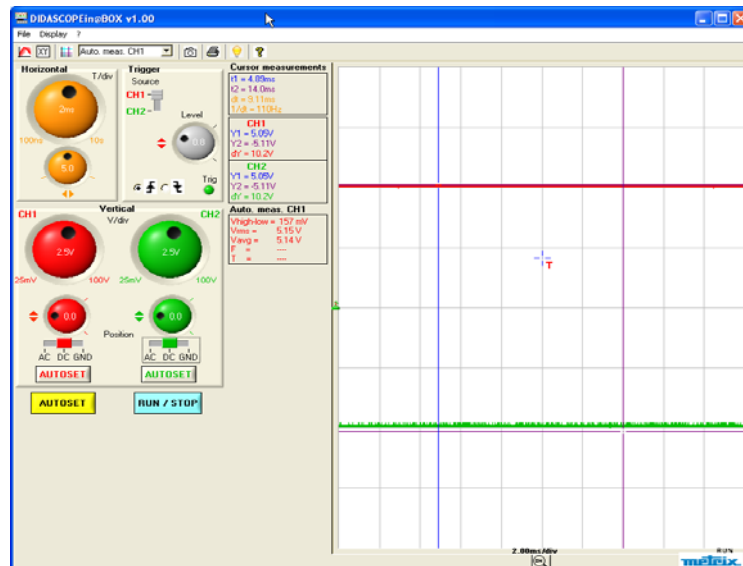 DIDASCOPEin@BOX v1.00
File Display ?
XY Auto. meas. CH1 ?
Horizontal
T/div
2ms
100ns 10s
5.0
Trigger
Source
CH1
CH2
Level
0.0
Trig
Cursor measurements
t1 = 4.89ms
t2 = 14.0ms
dt = 9.11ms
1/dt = 110Hz
CH1
Y1 = 5.05V
Y2 = -5.11V
dY = 10.2V
CH2
Y1 = 5.05V
Y2 = -5.11V
dY = 10.2V
Auto. meas. CH1
Vhigh-low = 157 mV
Vrms = 5.15 V
Vavg = 5.14 V
F = ---
T = ---
Vertical
CH1 V/div CH2
2.5V 2.5V
25mV 100V 25mV 100V
0.0 0.0
Position
AC DC GND AC DC GND
AUTOSET AUTOSET
AUTOSET RUN / STOP
T
2.00ms/div
RUN
metrix